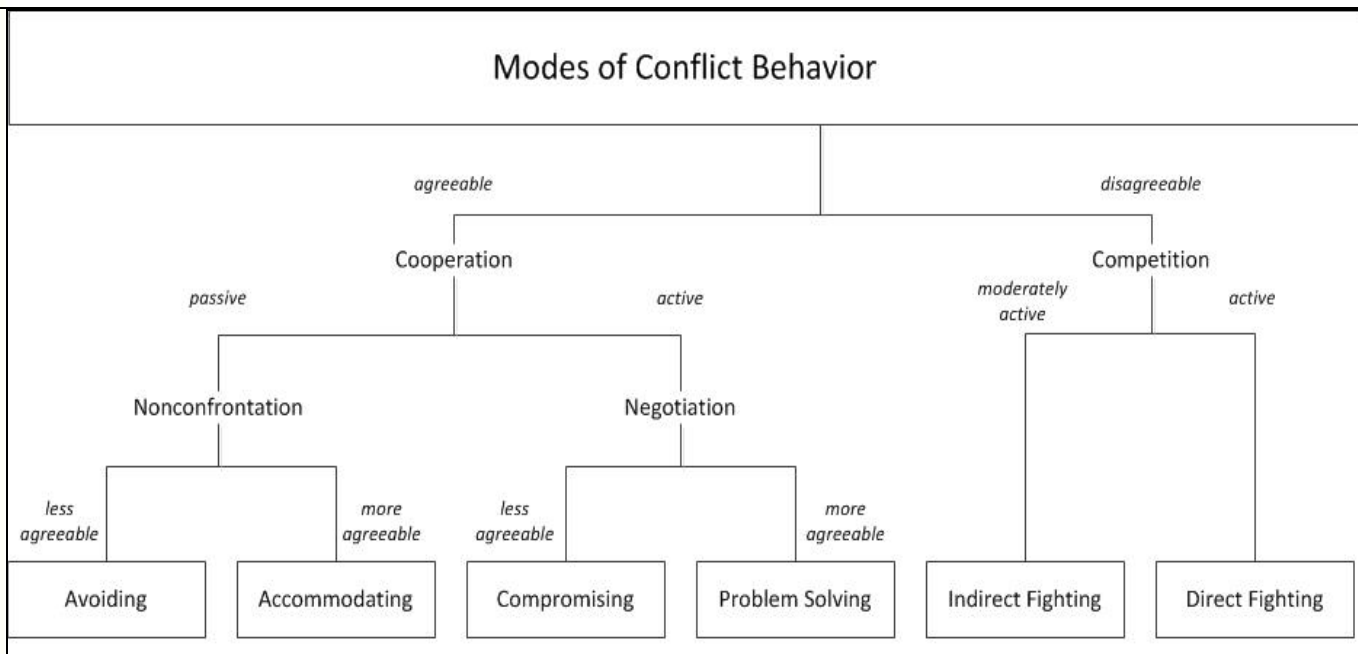 Modes of Conflict Behavior
agreeable
disagreeable
Cooperation
Competition
passive
active
moderately
active
active
Nonconfrontation
Negotiation
less
agreeable
more
agreeable
less
agreeable
more
agreeable
Avoiding
Accommodating
Compromising
Problem Solving
Indirect Fighting
Direct Fighting